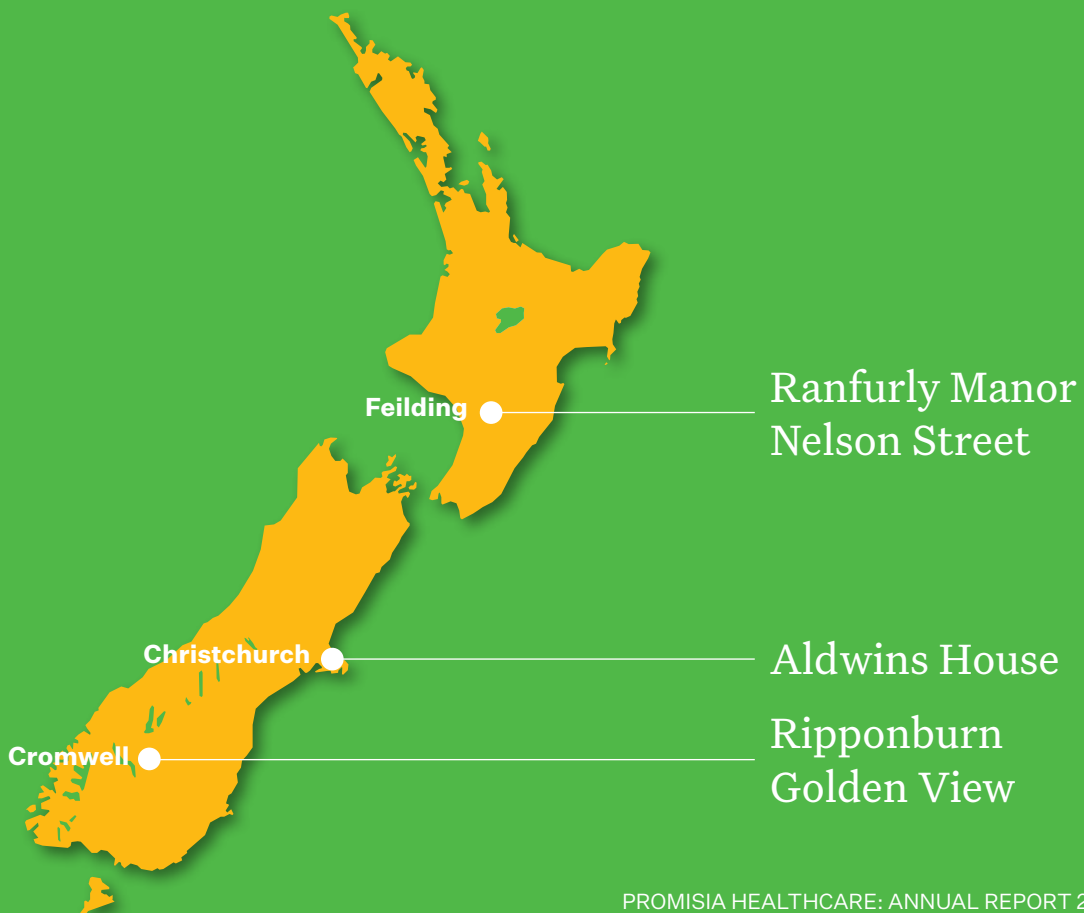 Feilding
Ranfurly Manor
Nelson Street
Christchurch
Aldwins House
Cromwell
Ripponburn
Golden View
PROMISIA HEALTHCARE: ANNUAL REPORT 2